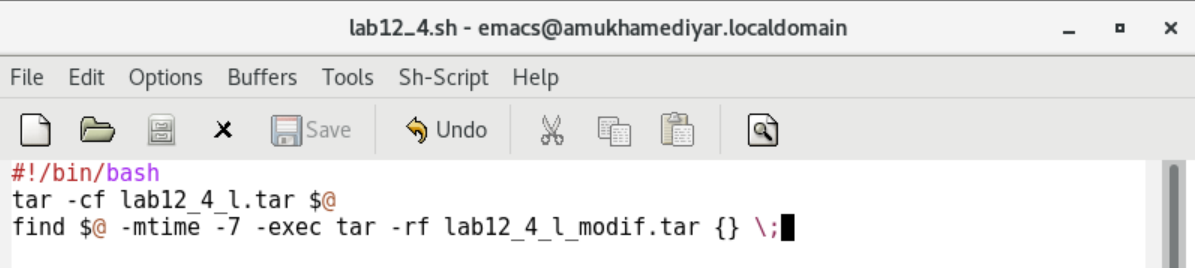 lab12_4.sh - emacs@amukhamediyar.localdomain
File Edit Options Buffers Tools Sh-Script Help
Save Undo
#!/bin/bash
tar -cf lab12_4_l.tar $@
find $@ -mtime -7 -exec tar -rf lab12_4_l_modif.tar {} \;